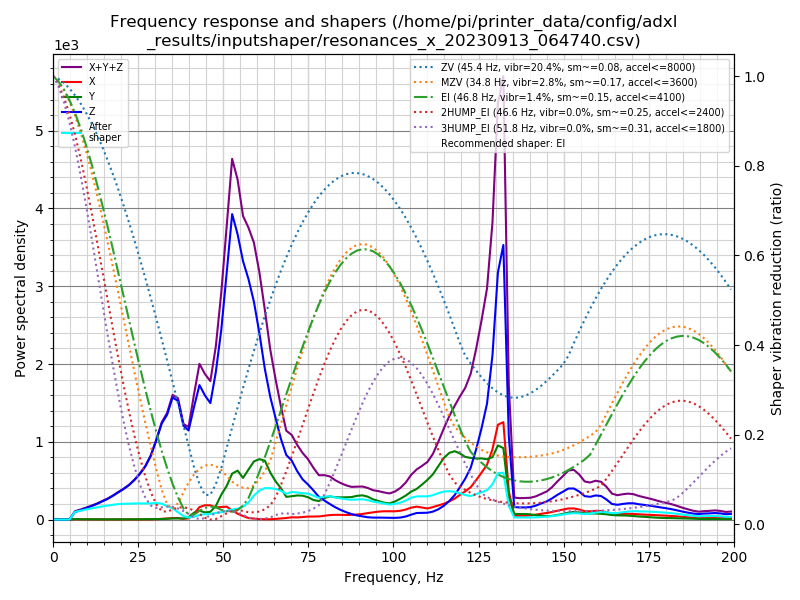 Frequency response and shapers (/home/pi/printer_data/config/adxl
_results/inputshaper/resonances_x_20230913_064740.csv)
1e3
X+Y+Z
X
Y
Z
After
shaper
ZV (45.4 Hz, vibr=20.4%, sm~=0.08, accel<=8000)
MZV (34.8 Hz, vibr=2.8%, sm~=0.17, accel<=3600)
EI (46.8 Hz, vibr=1.4%, sm~=0.15, accel<=4100)
2HUMP_EI (46.6 Hz, vibr=0.0%, sm~=0.25, accel<=2400)
3HUMP_EI (51.8 Hz, vibr=0.0%, sm~=0.31, accel<=1800)
Recommended shaper: EI
Power spectral density
5
4
3
2
1
0
1.0
0.8
0.6
0.4
0.2
0.0
Shaper vibration reduction (ratio)
0 25 50 75 100 125 150 175 200
Frequency, Hz